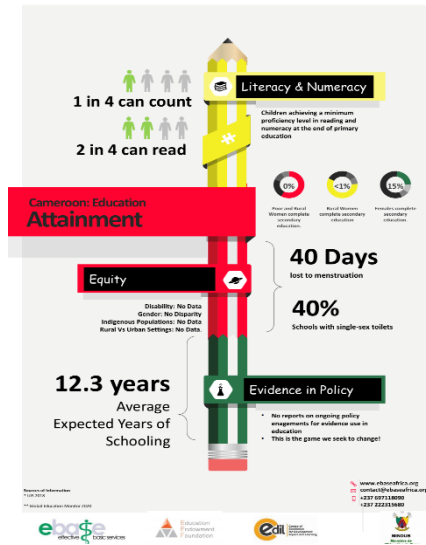 Literacy & Numeracy
1 in 4 can count
2 in 4 can read
Children achieving a minimum
proficiency level in reading and
numeracy at the end of primary
education
0%
<1%
15%
Poor and Rural
Women complete
secondary
education.
Rural Women
complete secondary
education
Females complete
secondary
education
Cameroon: Education
Attainment
40 Days
lost to menstruation
Equity
40%
Schools with single-sex toilets
Disability: No Data
Gender: No Disparity
Indigenous Populations: No Data
Rural Vs Urban Settings: No Data.
12.3 years
Average
Expected Years of
Schooling
Evidence in Policy
• No reports on ongoing policy
enagements for evidence use in
education
• This is the game we seek to change!
Sources of Information
www.ebaseafrica.org
contact@ebaseafrica.org
+237 697118090
+237 222315680
ebase
effective basic services
Education
Endowment
Foundation
edil
MINEDUB